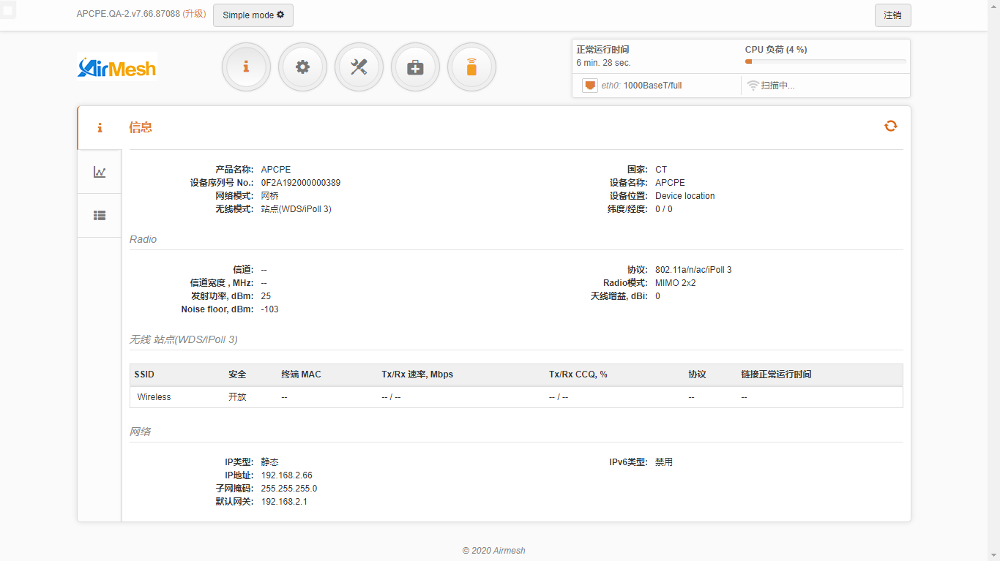 APCPE.QA-2.v7.66.87088 (升级) Simple mode 注销
AirMesh
正常运行时间 CPU 负荷 (4 %)
6 min. 28 sec.
eth0: 1000BaseT/full 扫描中...
信息
产品名称: APCPE 国家: CT
设备序列号 No.: 0F2A192000000389 设备名称: APCPE
网络模式: 网桥 设备位置: Device location
无线模式: 站点(WDS/iPoll 3) 纬度/经度: 0 / 0
Radio
信道: -- 协议: 802.11a/n/ac/iPoll 3
信道宽度 , MHz: -- Radio模式: MIMO 2x2
发射功率, dBm: 25 天线增益, dBi: 0
Noise floor, dBm: -103
无线 站点(WDS/iPoll 3)
SSID 安全 终端 MAC Tx/Rx 速率, Mbps Tx/Rx CCQ, % 协议 链接正常运行时间
Wireless 开放 -- -- / -- -- / -- -- --
网络
IP类型: 静态 IPv6类型: 禁用
IP地址: 192.168.2.66
子网掩码: 255.255.255.0
默认网关: 192.168.2.1
© 2020 Airmesh